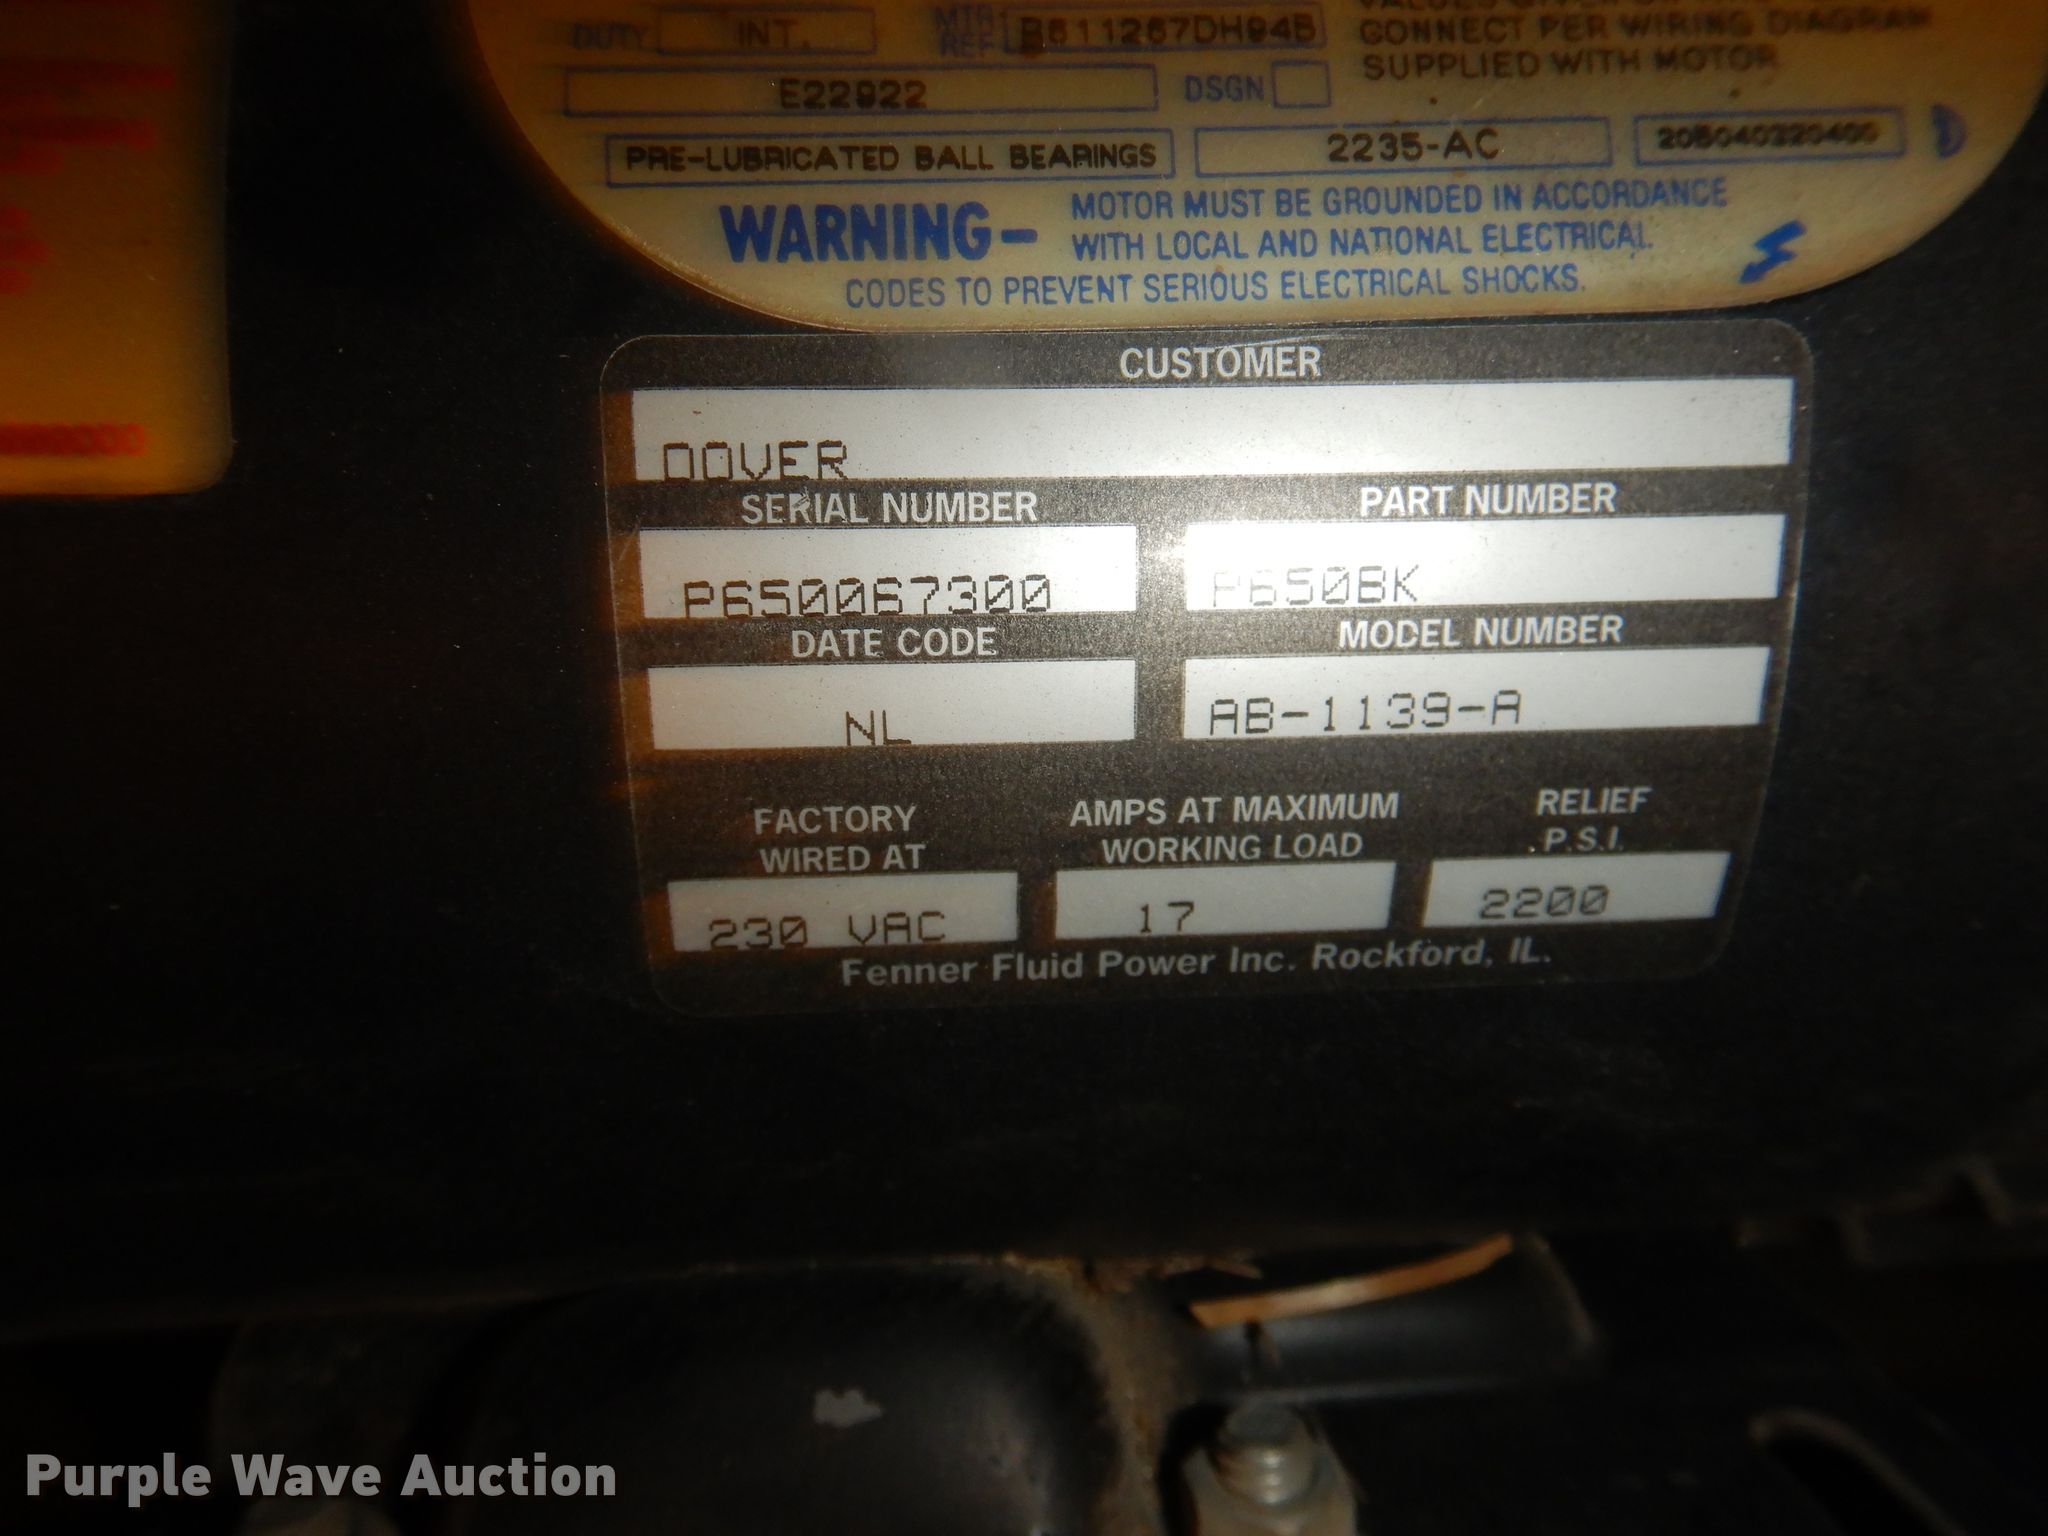 DUTY INT. MTR REF B611267DH94B
CONNECT PER WIRING DIAGRAM
SUPPLIED WITH MOTOR
E22922 DSGN
PRE-LUBRICATED BALL BEARINGS 2235-AC
WARNING- MOTOR MUST BE GROUNDED IN ACCORDANCE
WITH LOCAL AND NATIONAL ELECTRICAL
CODES TO PREVENT SERIOUS ELECTRICAL SHOCKS.
CUSTOMER
DOVER
SERIAL NUMBER PART NUMBER
P650067300 P650BK
DATE CODE MODEL NUMBER
NL AB-1139-A
FACTORY WIRED AT AMPS AT MAXIMUM WORKING LOAD RELIEF P.S.I.
230 VAC 17 2200
Fenner Fluid Power Inc. Rockford, IL.
Purple Wave Auction